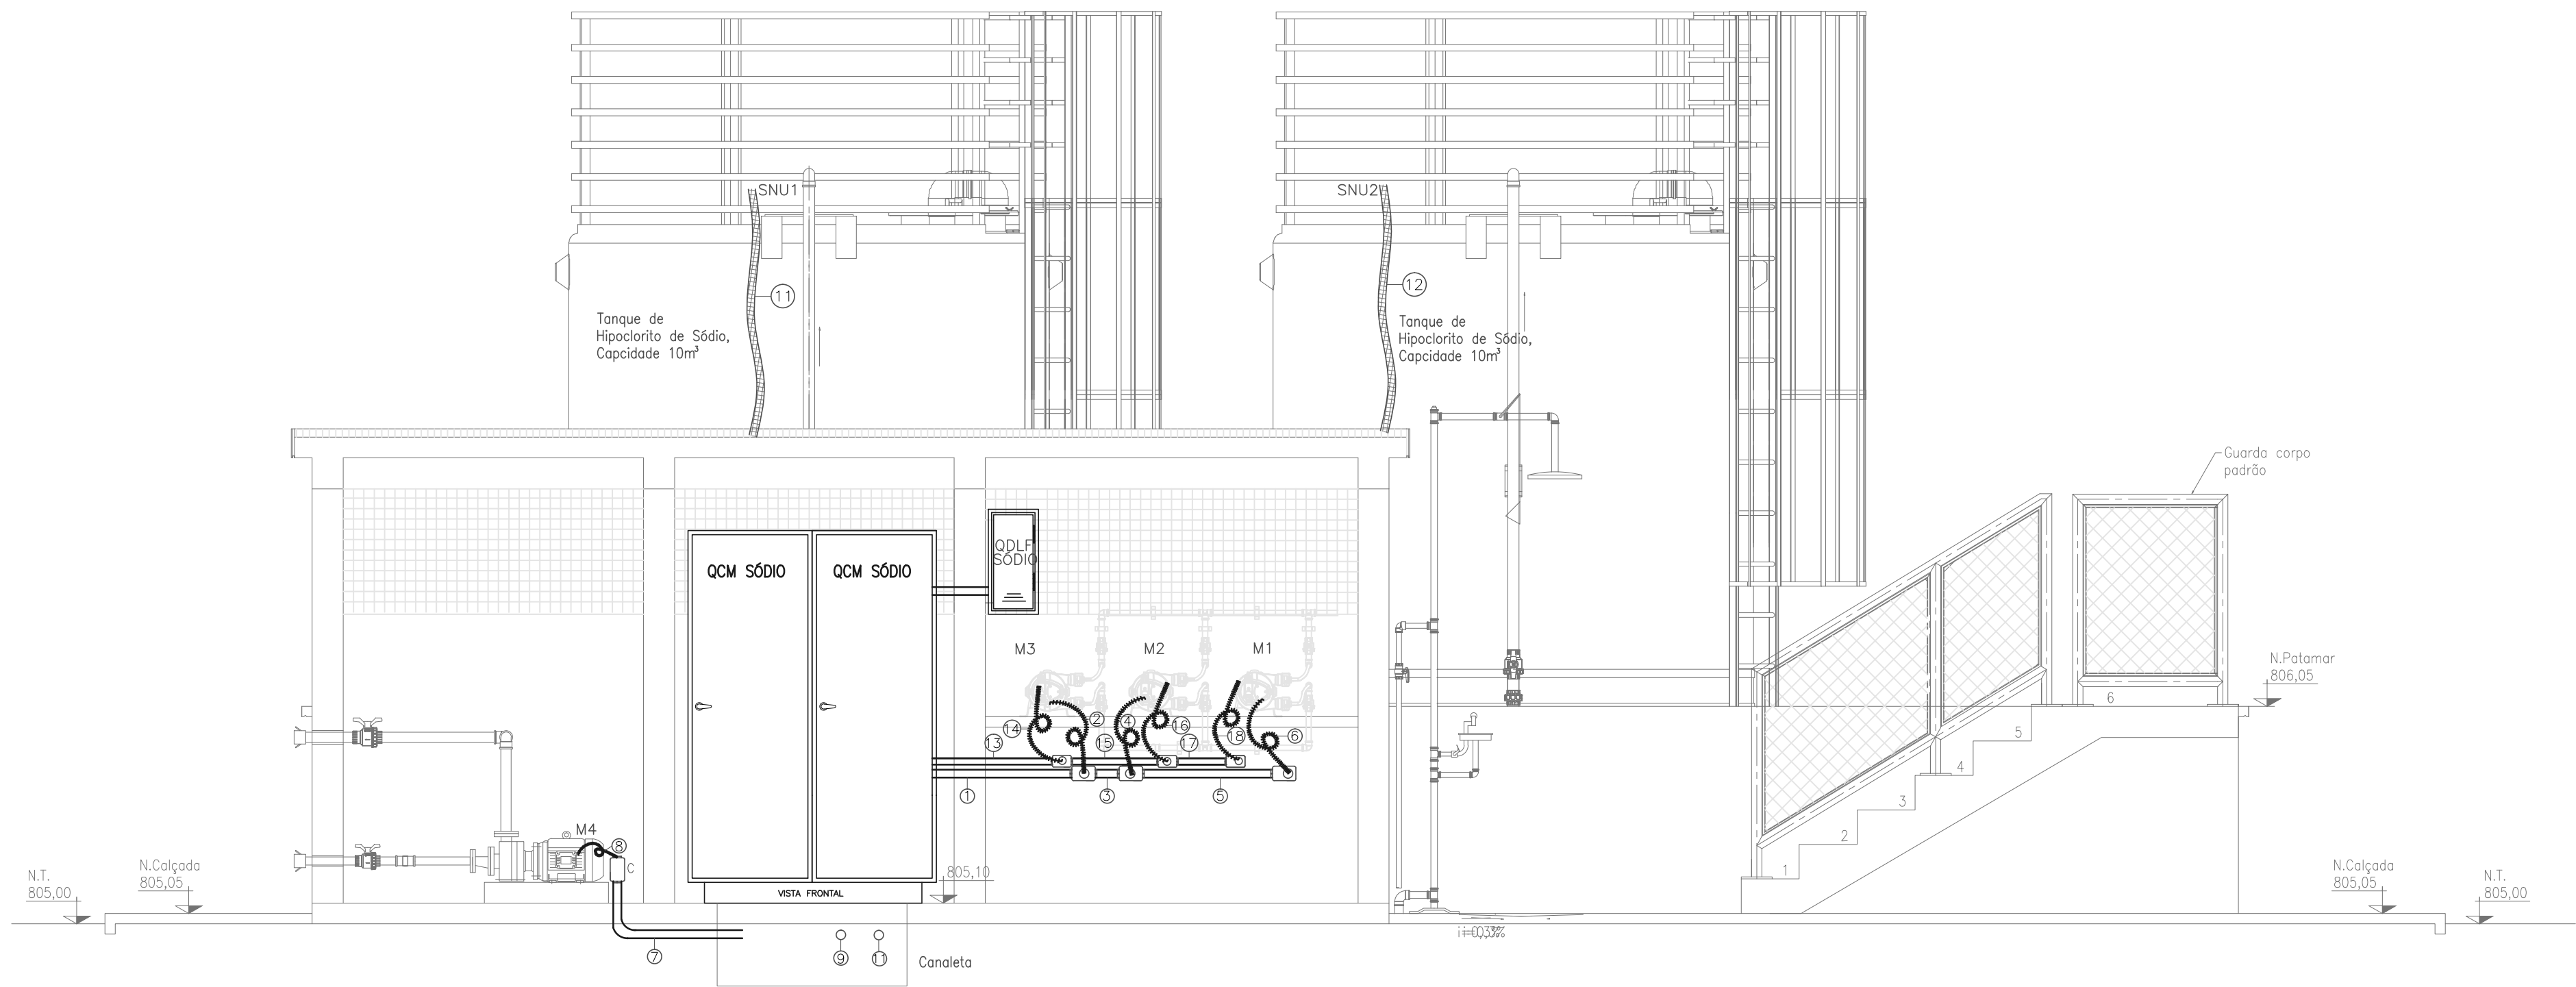 SNU1
SNU2
11
12
Tanque de
Hipoclorito de Sódio,
Capcidade 10m³
Tanque de
Hipoclorito de Sódio,
Capcidade 10m³
Guarda corpo
padrão
QDLF
SÓDIO
QCM SÓDIO
QCM SÓDIO
M3
M2
M1
N.Patamar
806,05
6
14
2
4
16
18
6
13
15
17
5
1
3
5
4
3
2
1
M4
8
C
N.T.
805,00
N.Calçada
805,05
VISTA FRONTAL
805,10
N.Calçada
805,05
N.T.
805,00
7
9
11
Canaleta